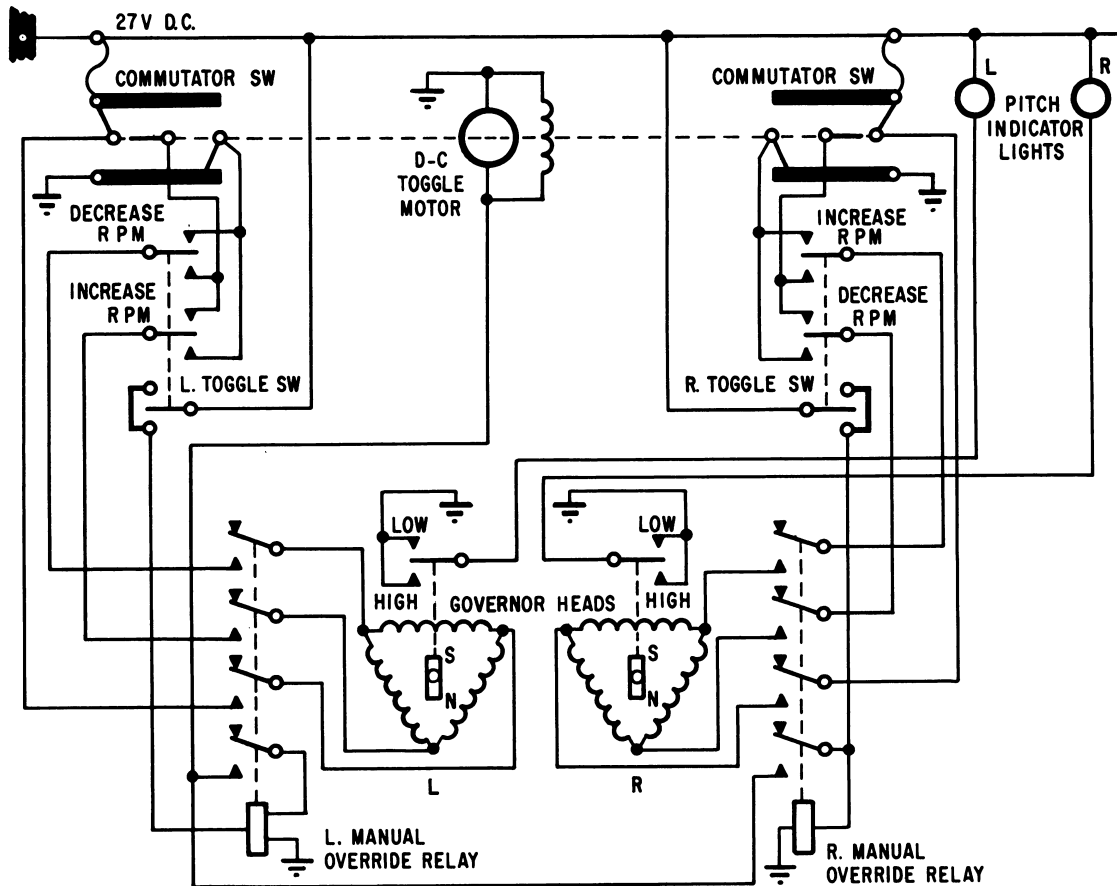 27V D.C.
COMMUTATOR SW
COMMUTATOR SW
L
R
PITCH
INDICATOR
LIGHTS
D-C
TOGGLE
MOTOR
DECREASE
RPM
INCREASE
RPM
INCREASE
RPM
DECREASE
RPM
L. TOGGLE SW
R. TOGGLE SW
LOW
HIGH
LOW
HIGH
GOVERNOR HEADS
S
N
S
N
L
R
L. MANUAL
OVERRIDE RELAY
R. MANUAL
OVERRIDE RELAY